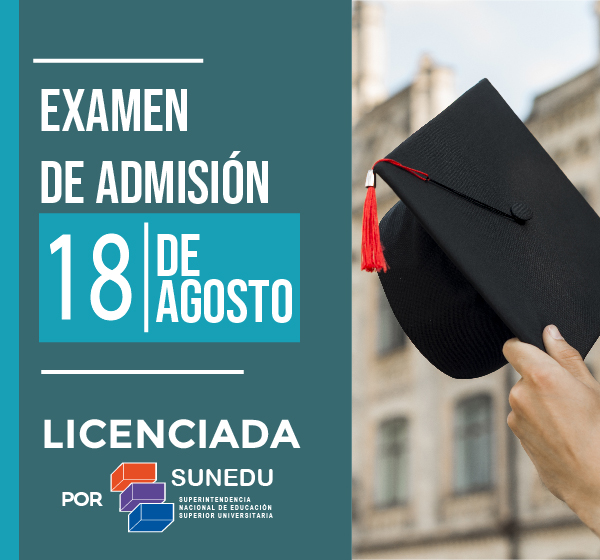 EXAMEN
DE ADMISIÓN
18 DE
AGOSTO
LICENCIADA
POR SUNEDU
SUPERINTENDENCIA
NACIONAL DE EDUCACIÓN
SUPERIOR UNIVERSITARIA